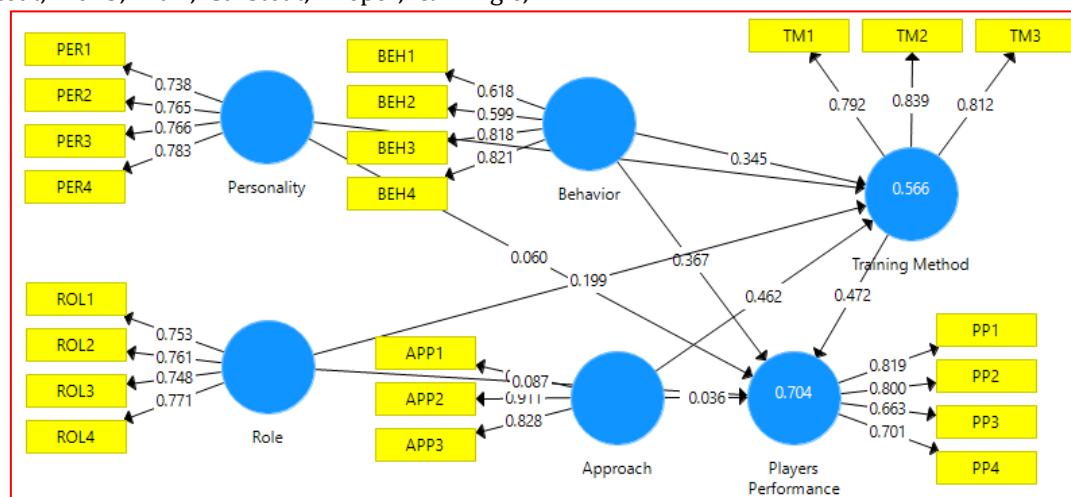 PER1
PER2
PER3
PER4
0.738
0.765
0.766
0.783
Personality
BEH1
BEH2
BEH3
BEH4
0.618
0.599
0.818
0.821
Behavior
TM1
TM2
TM3
0.792
0.839
0.812
0.566
Training Method
0.345
0.060
0.367
0.199
0.462
0.472
ROL1
ROL2
ROL3
ROL4
0.753
0.761
0.748
0.771
Role
APP1
APP2
APP3
0.087
0.911
0.828
Approach
0.036
0.704
Players
Performance
0.819
0.800
0.663
0.701
PP1
PP2
PP3
PP4